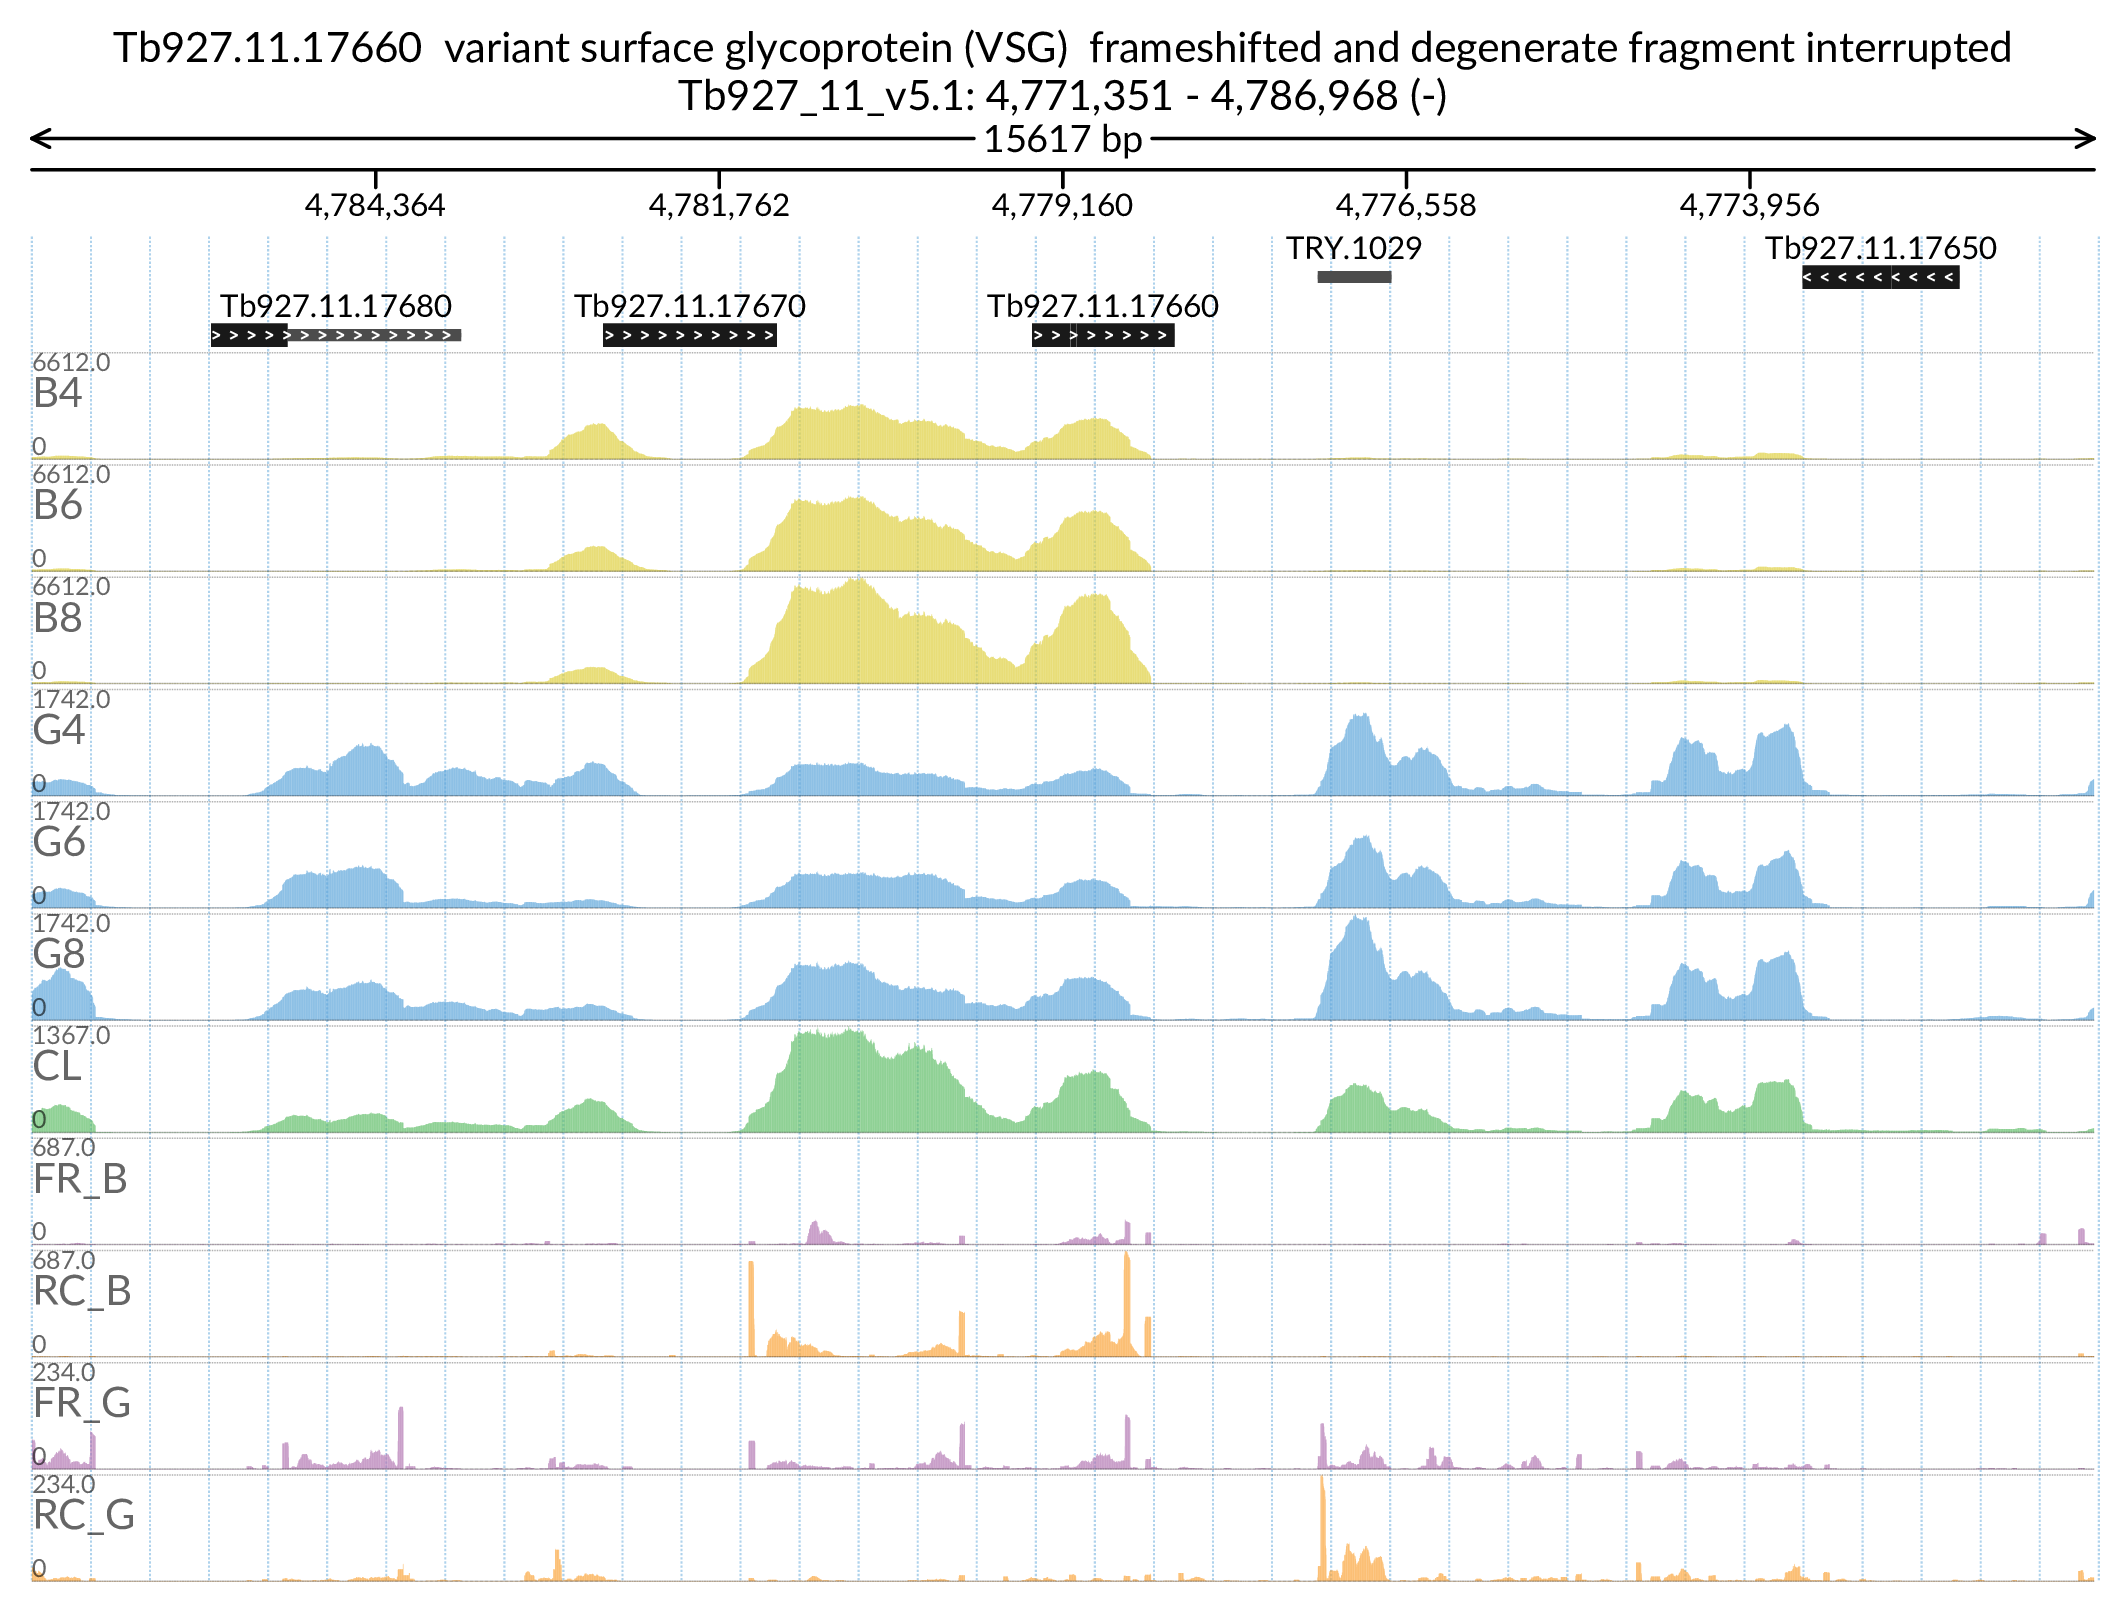 Tb927.11.17660 variant surface glycoprotein (VSG) frameshifted and degenerate fragment interrupted
Tb927_11_v5.1: 4,771,351 - 4,786,968 (-)
15617 bp
4,784,364 4,781,762 4,779,160 4,776,558 4,773,956
TRY.1029 Tb927.11.17650
Tb927.11.17680 Tb927.11.17670 Tb927.11.17660
6612.0
B4
0
6612.0
B6
0
6612.0
B8
0
1742.0
G4
0
1742.0
G6
0
1742.0
G8
0
1367.0
CL
0
687.0
FR_B
0
687.0
RC_B
0
234.0
FR_G
0
234.0
RC_G
0